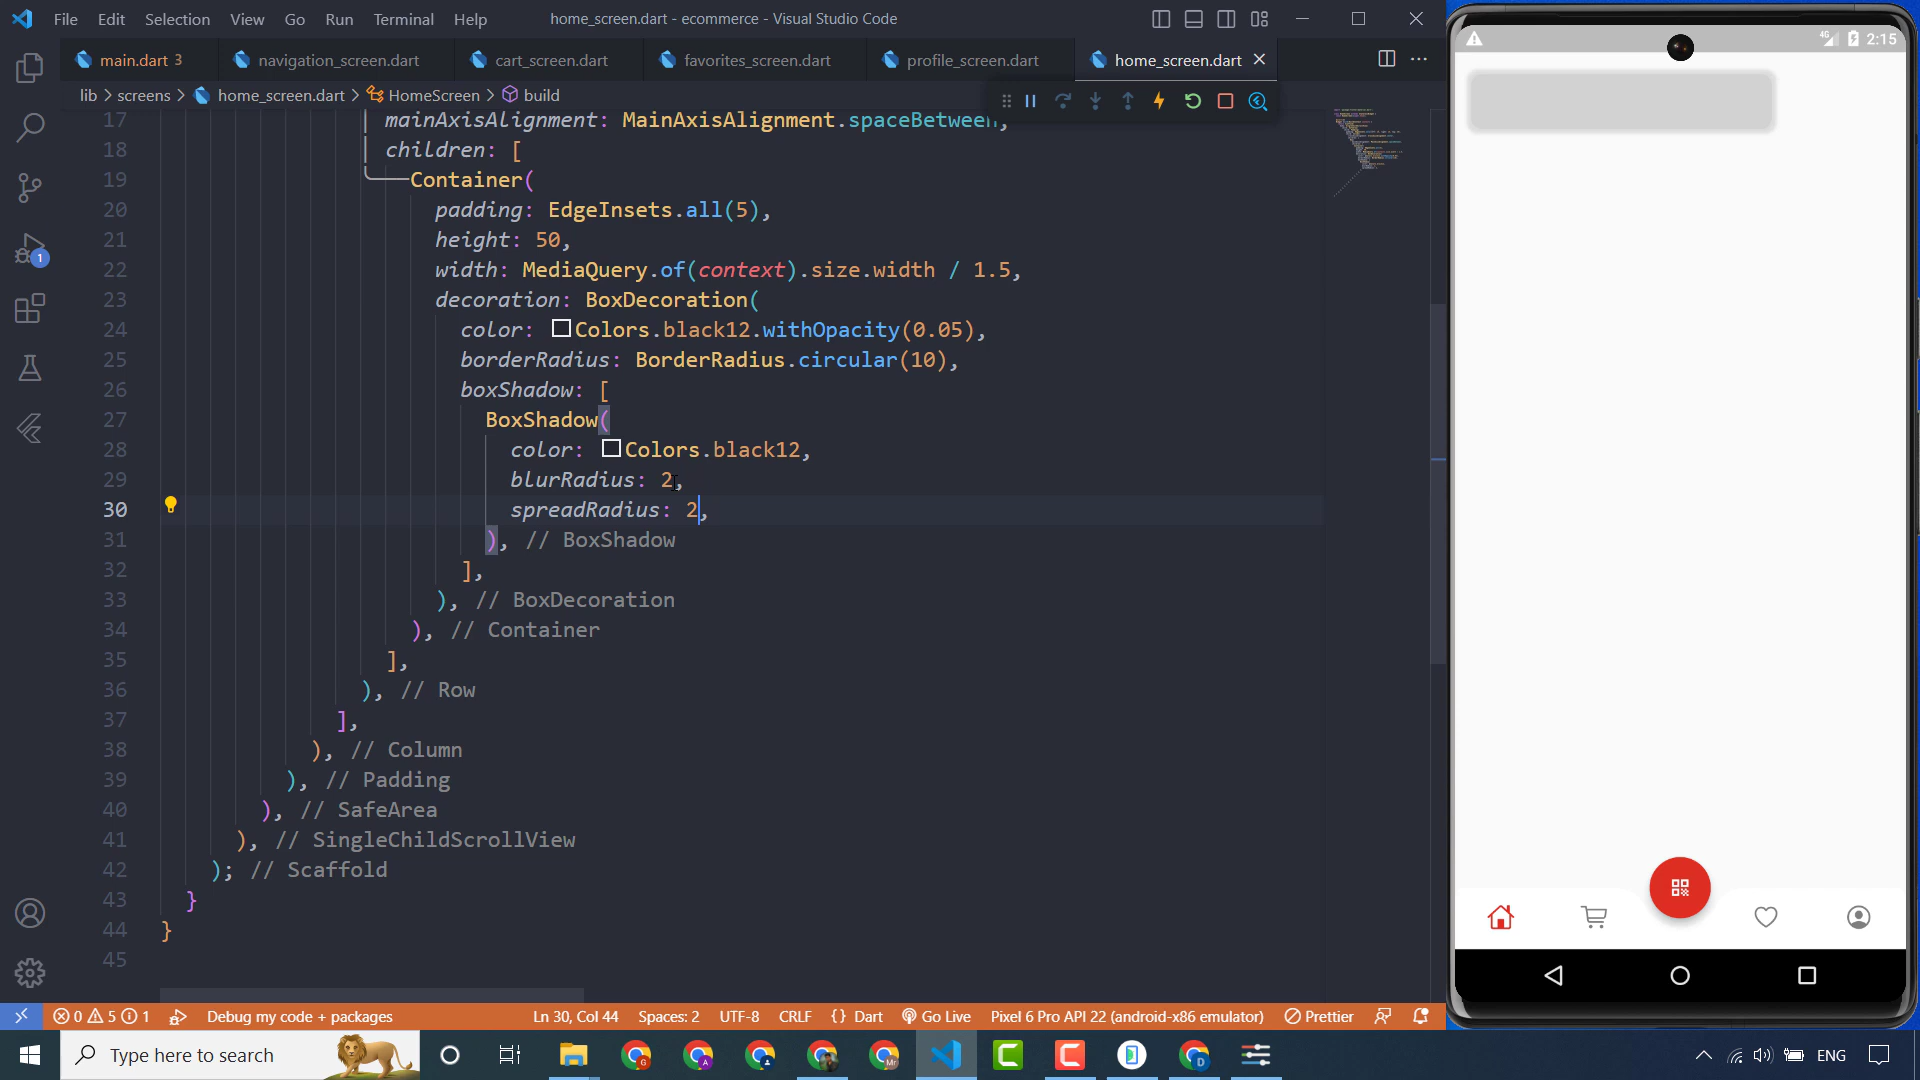 File Edit Selection View Go Run Terminal Help home_screen.dart - ecommerce - Visual Studio Code
main.dart 3 navigation_screen.dart cart_screen.dart favorites_screen.dart profile_screen.dart home_screen.dart
lib > screens > home_screen.dart > HomeScreen > build
17 mainAxisAlignment: MainAxisAlignment.spaceBetween,
18 children: [
19 Container(
20 padding: EdgeInsets.all(5),
21 height: 50,
22 width: MediaQuery.of(context).size.width / 1.5,
23 decoration: BoxDecoration(
24 color: Colors.black12.withOpacity(0.05),
25 borderRadius: BorderRadius.circular(10),
26 boxShadow: [
27 BoxShadow(
28 color: Colors.black12,
29 blurRadius: 2,
30 spreadRadius: 2,
31 ), // BoxShadow
32 ],
33 ), // BoxDecoration
34 ), // Container
35 ],
36 ), // Row
37 ],
38 ), // Column
39 ), // Padding
40 ), // SafeArea
41 ), // SingleChildScrollView
42 ); // Scaffold
43 }
44 }
45
1
4G 2:15
0 5 1 Debug my code + packages Ln 30, Col 44 Spaces: 2 UTF-8 CRLF {} Dart Go Live Pixel 6 Pro API 22 (android-x86 emulator) Prettier
Type here to search
ENG